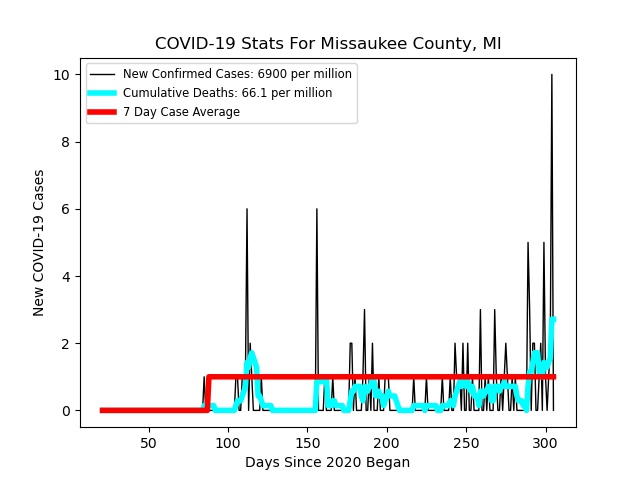 COVID-19 Stats For Missaukee County, MI
New Confirmed Cases: 6900 per million
Cumulative Deaths: 66.1 per million
7 Day Case Average
New COVID-19 Cases
10
8
6
4
2
0
50 100 150 200 250 300
Days Since 2020 Began